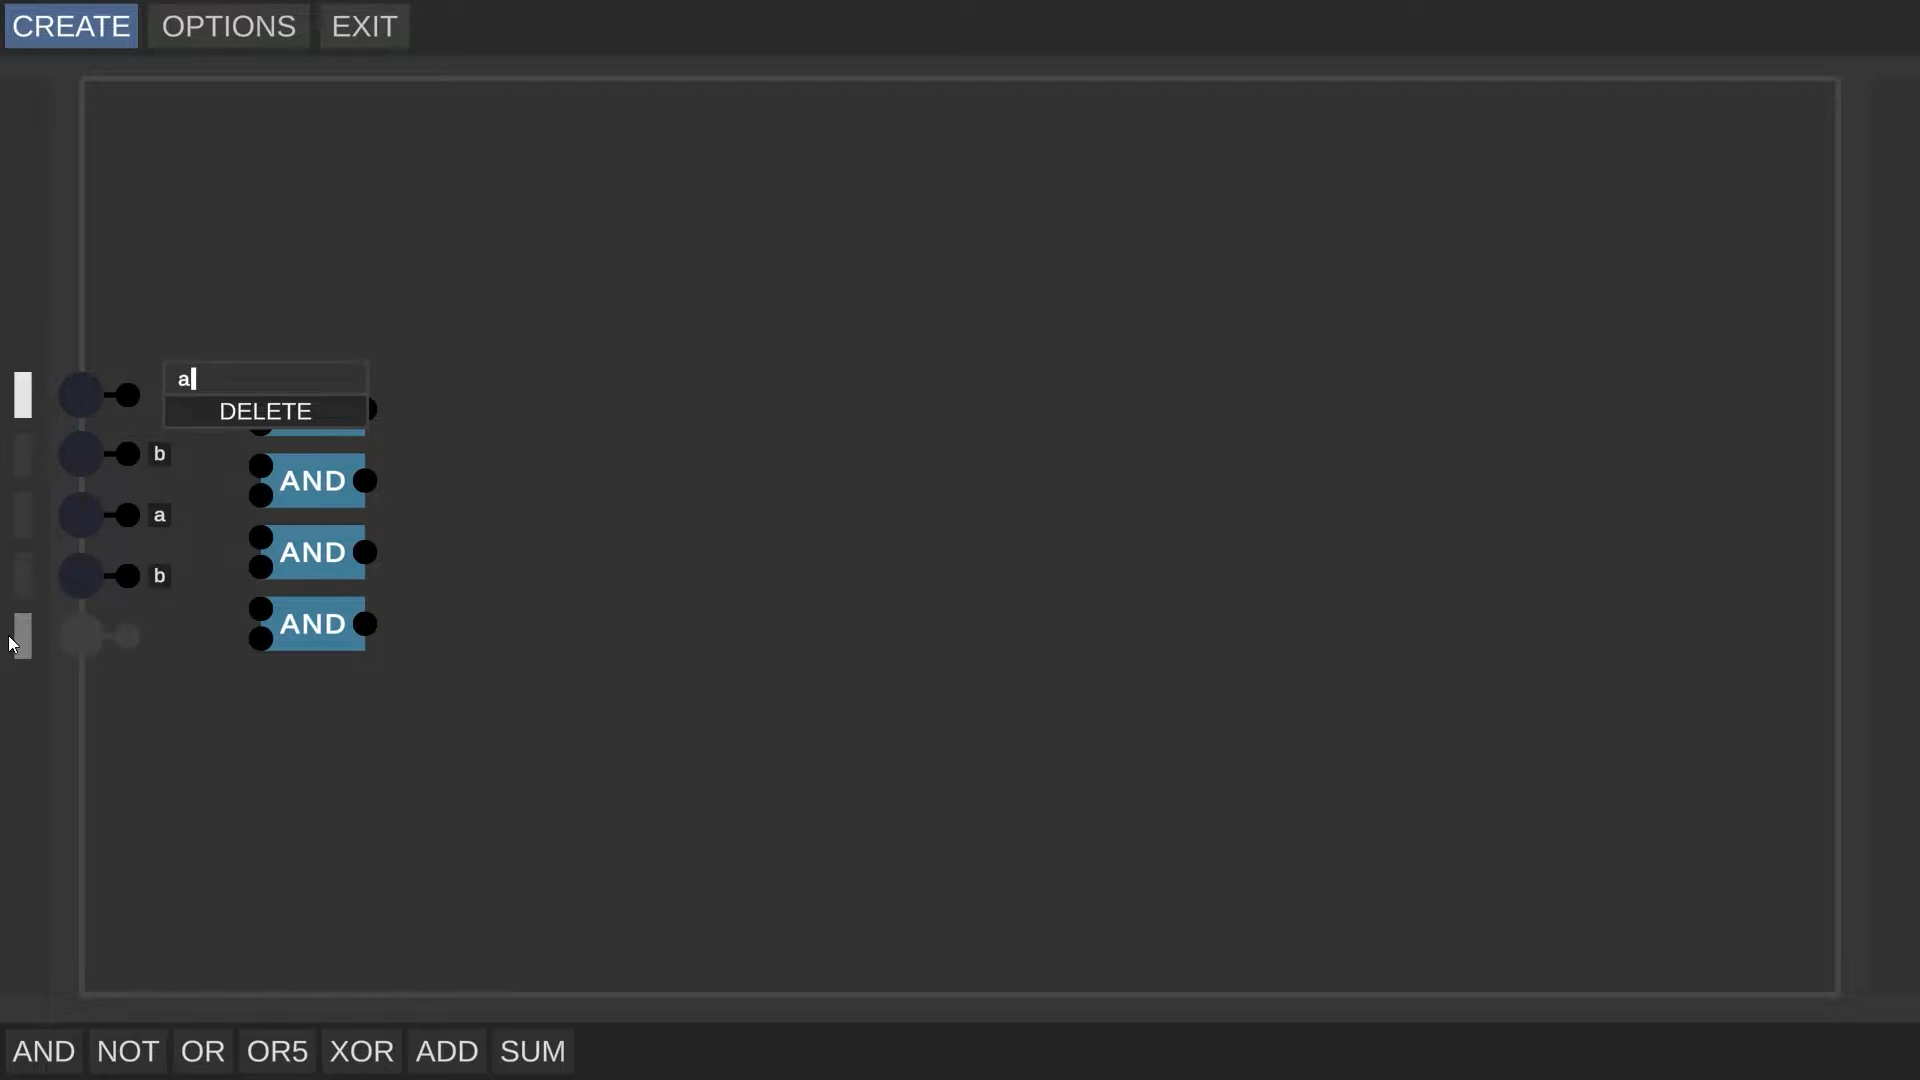 CREATE OPTIONS EXIT
a
DELETE
b
AND
a
AND
b
AND
AND NOT OR OR5 XOR ADD SUM